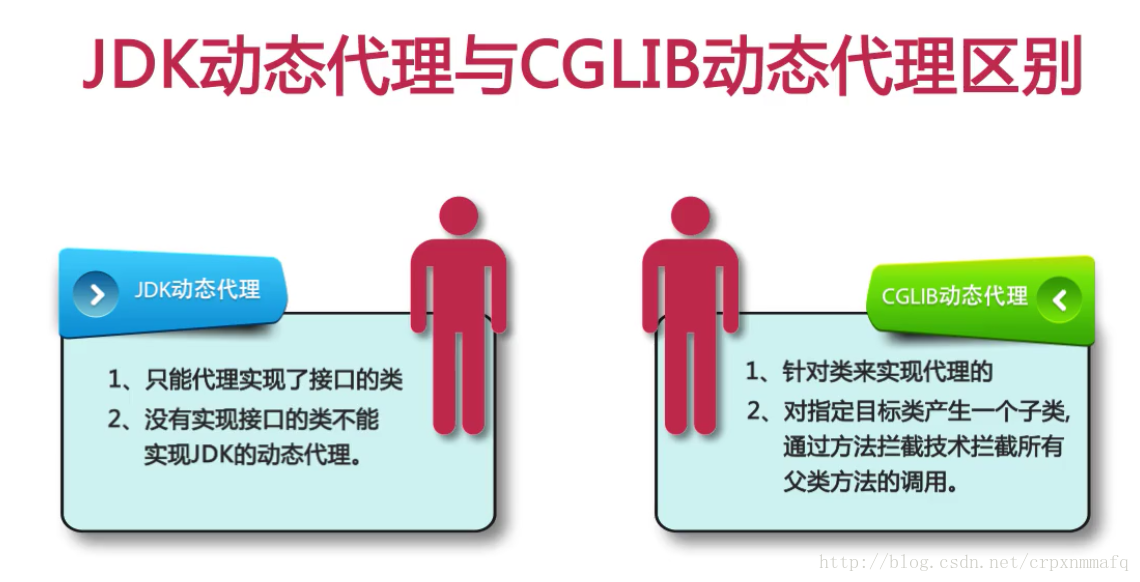 JDK动态代理与CGLIB动态代理区别
JDK动态代理
1、只能代理实现了接口的类
2、没有实现接口的类不能
实现JDK的动态代理。
CGLIB动态代理
1、针对类来实现代理的
2、对指定目标类产生一个子类,
通过方法拦截技术拦截所有
父类方法的调用。
http://blog.csdn.net/crpxnmmafq